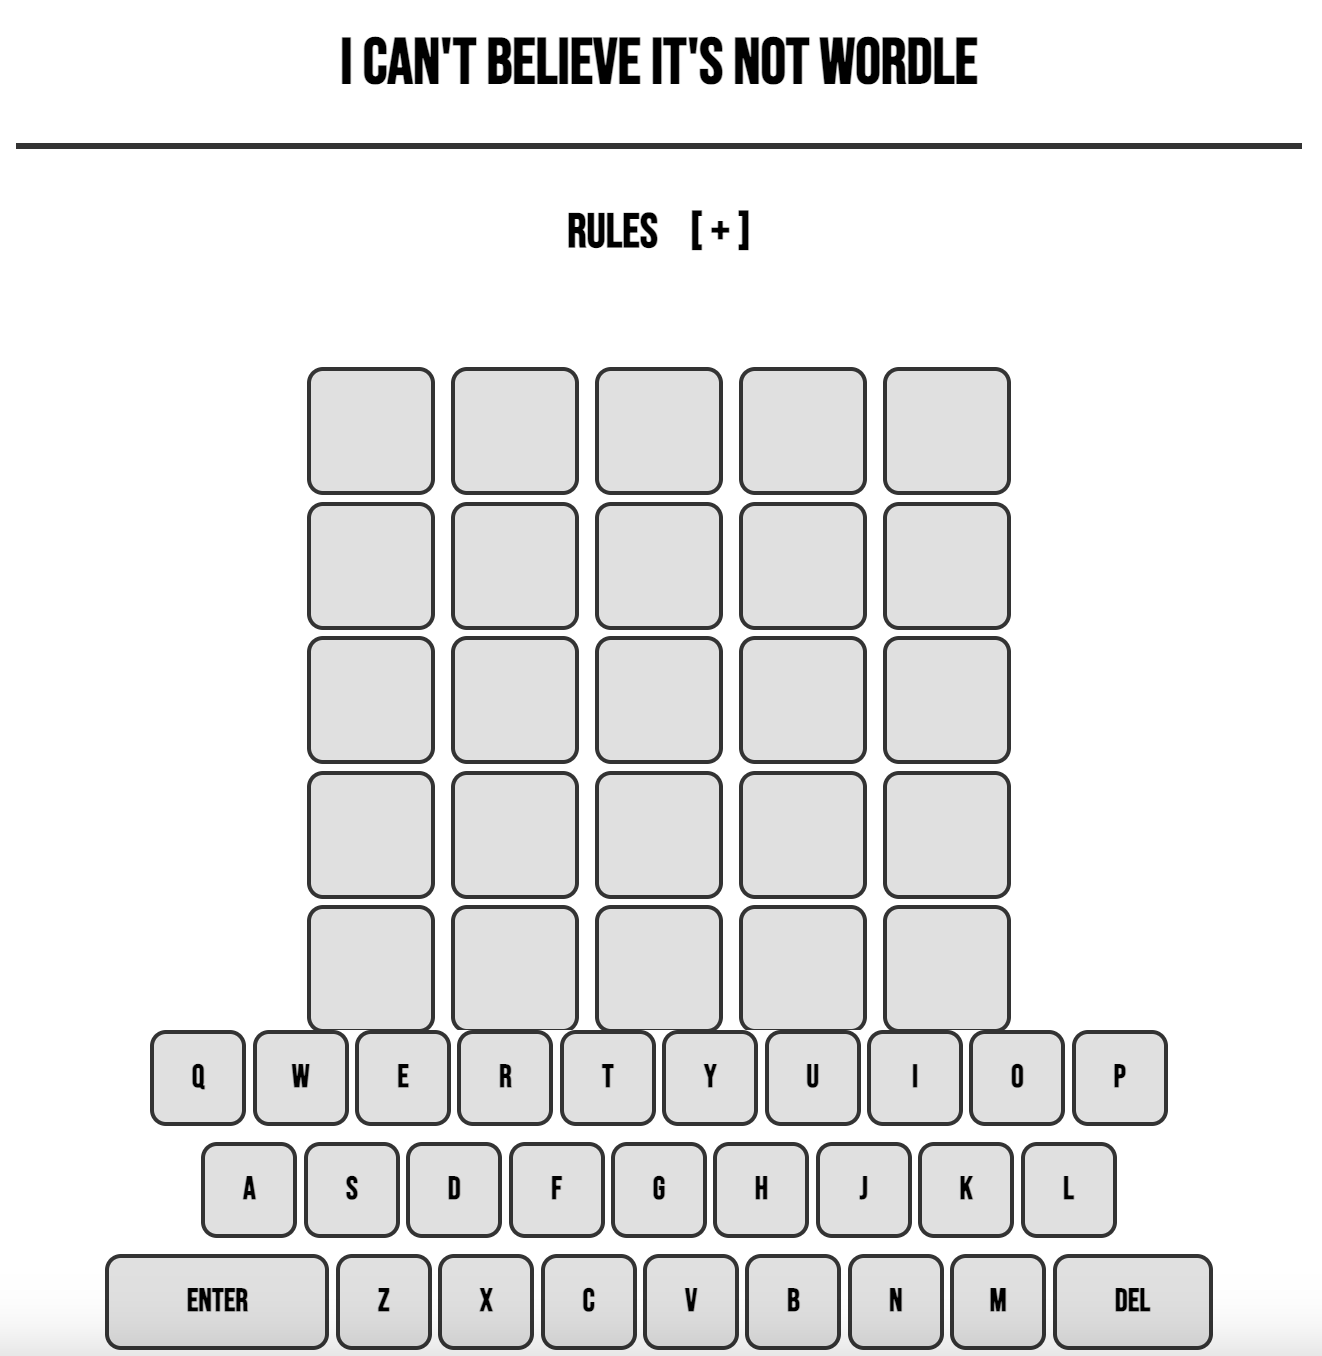 I CAN'T BELIEVE IT'S NOT WORDLE
RULES [+]
Q W E R T Y U I O P
A S D F G H J K L
ENTER Z X C V B N M DEL